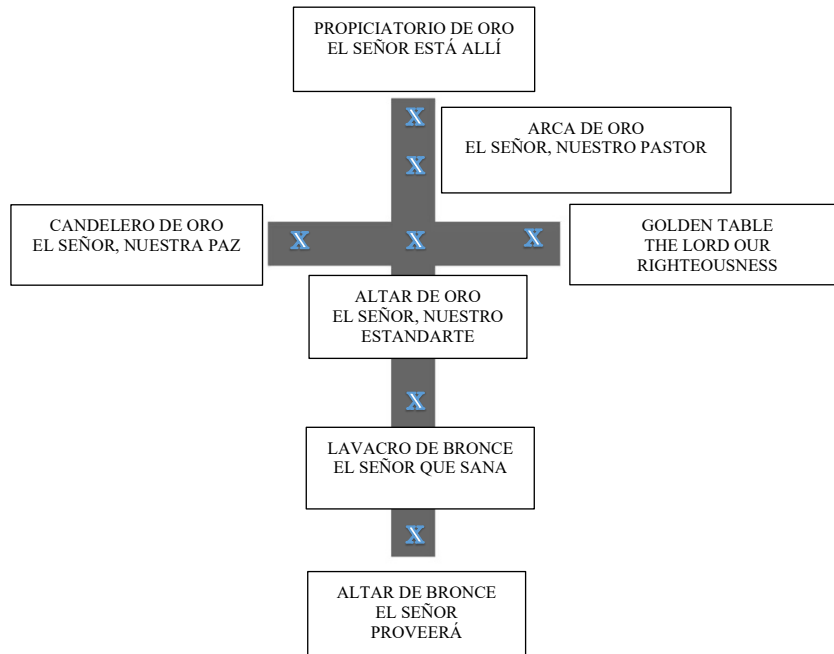 PROPICIATORIO DE ORO
EL SEÑOR ESTÁ ALLÍ
X
ARCA DE ORO
EL SEÑOR, NUESTRO PASTOR
X
CANDELERO DE ORO
EL SEÑOR, NUESTRA PAZ
X
X
X
GOLDEN TABLE
THE LORD OUR
RIGHTEOUSNESS
ALTAR DE ORO
EL SEÑOR, NUESTRO
ESTANDARTE
X
LAVACRO DE BRONCE
EL SEÑOR QUE SANA
X
ALTAR DE BRONCE
EL SEÑOR
PROVEERÁ